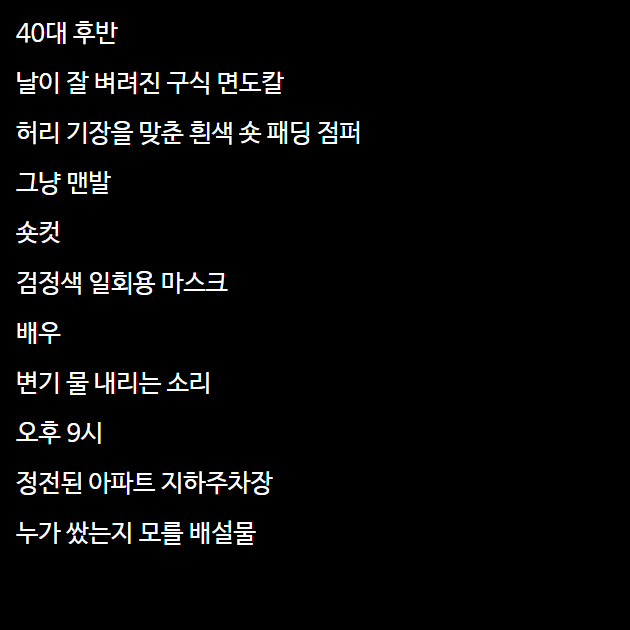 40대 후반
날이 잘 벼려진 구식 면도칼
허리 기장을 맞춘 흰색 숏 패딩 점퍼
그냥 맨발
숏컷
검정색 일회용 마스크
배우
변기 물 내리는 소리
오후 9시
정전된 아파트 지하주차장
누가 쌌는지 모를 배설물